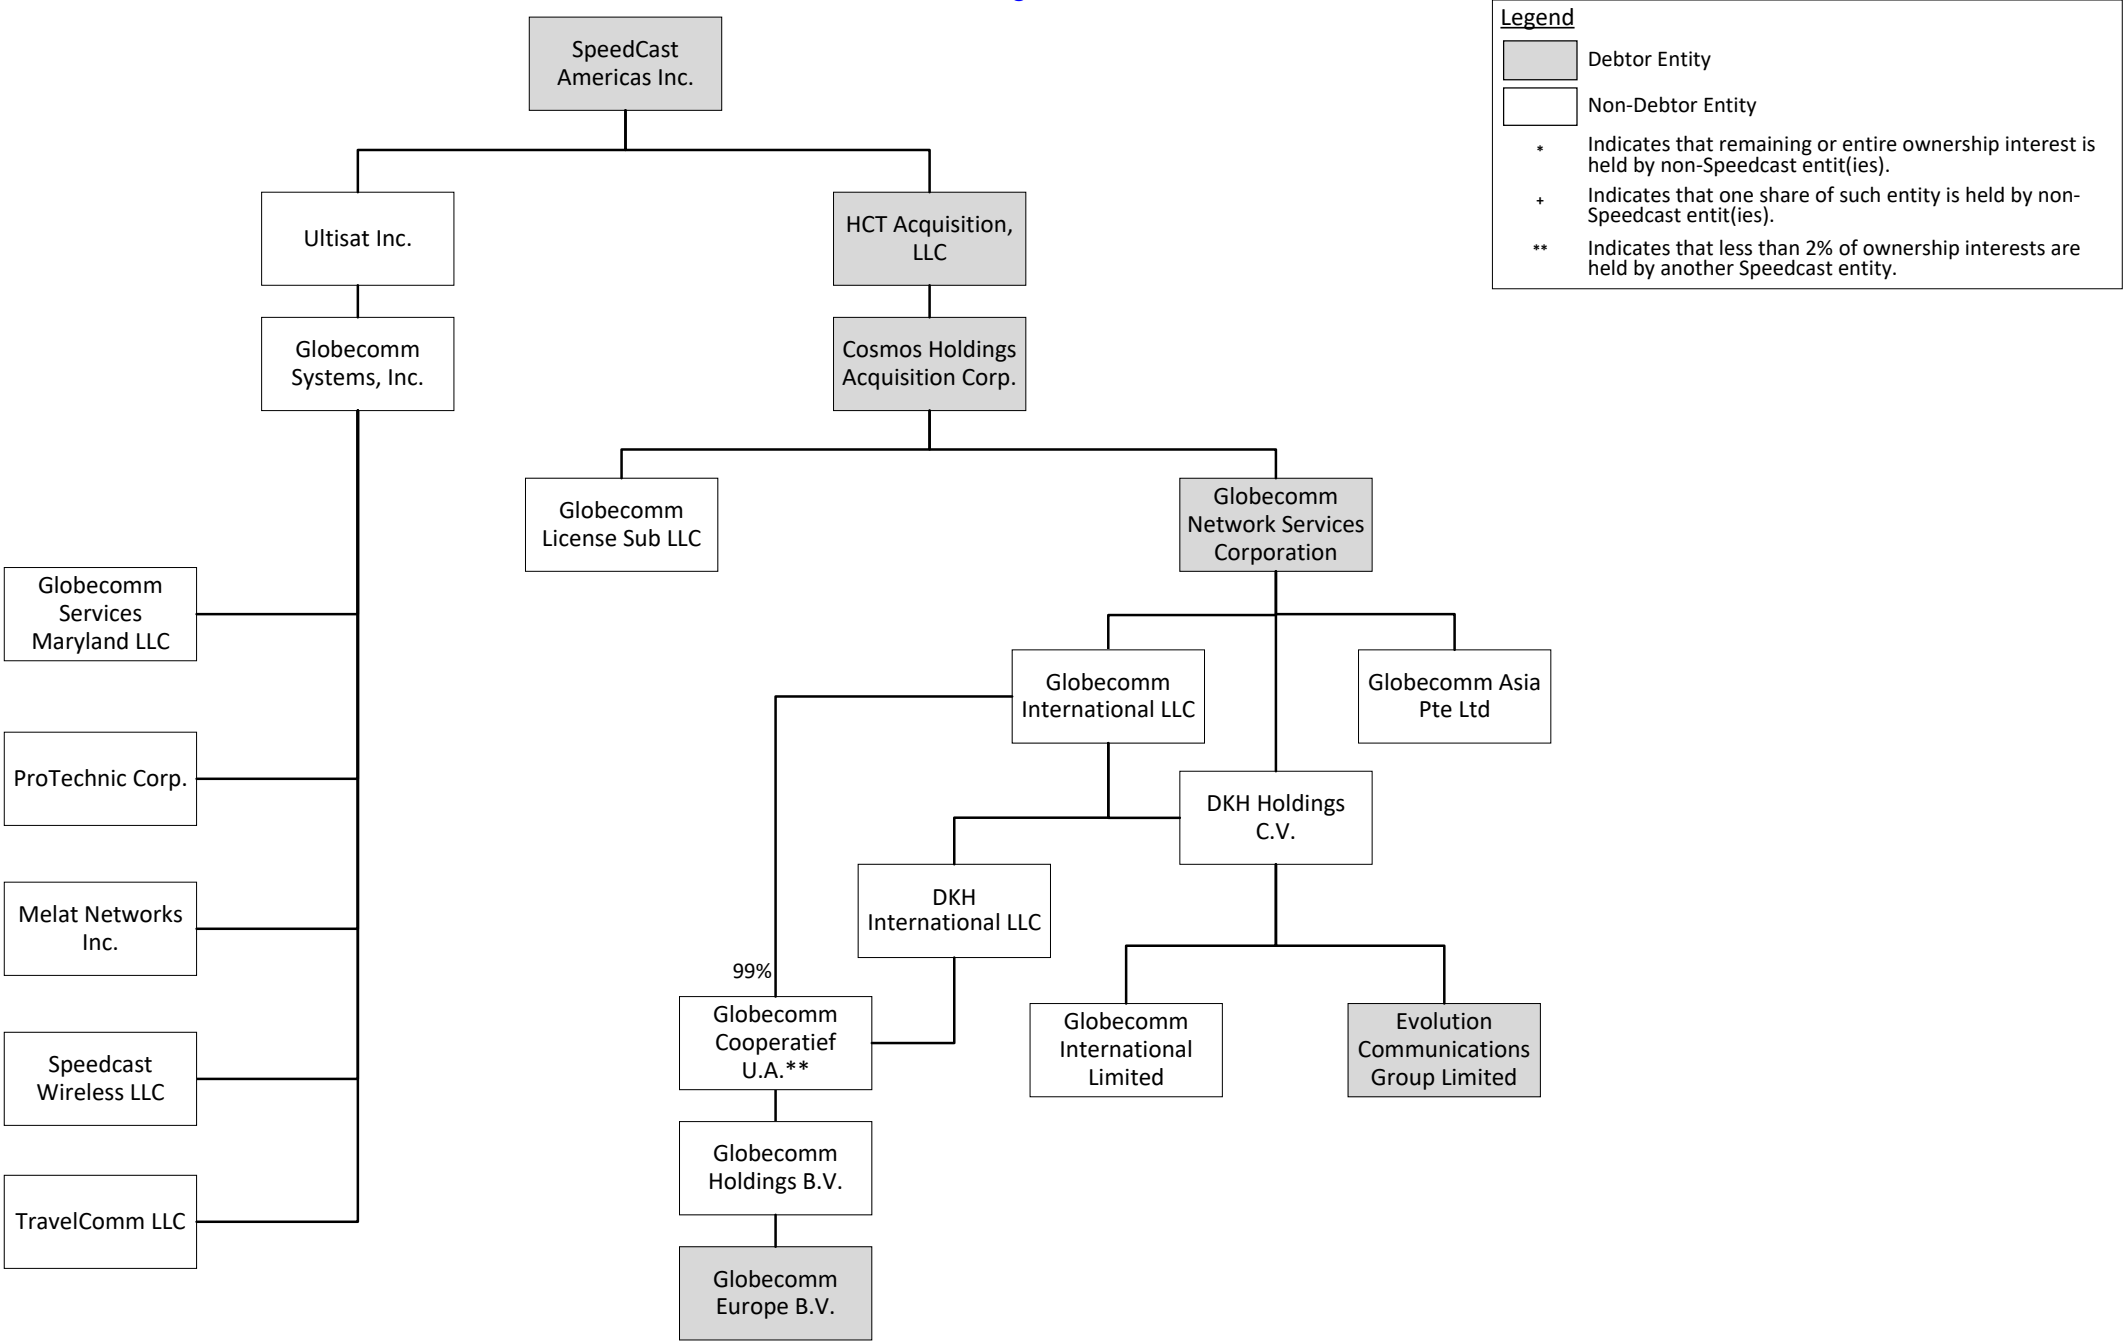 SpeedCast
Americas Inc.
Legend
Debtor Entity
Non-Debtor Entity
* Indicates that remaining or entire ownership interest is
held by non-Speedcast entit(ies).
+ Indicates that one share of such entity is held by non-
Speedcast entit(ies).
** Indicates that less than 2% of ownership interests are
held by another Speedcast entity.
Ultisat Inc.
HCT Acquisition,
LLC
Globecomm
Systems, Inc.
Cosmos Holdings
Acquisition Corp.
Globecomm
License Sub LLC
Globecomm
Network Services
Corporation
Globecomm
Services
Maryland LLC
Globecomm
International LLC
Globecomm Asia
Pte Ltd
ProTechnic Corp.
DKH Holdings
C.V.
Melat Networks
Inc.
DKH
International LLC
99%
Globecomm
Cooperatief
U.A.**
Globecomm
International
Limited
Evolution
Communications
Group Limited
Speedcast
Wireless LLC
Globecomm
Holdings B.V.
TravelComm LLC
Globecomm
Europe B.V.